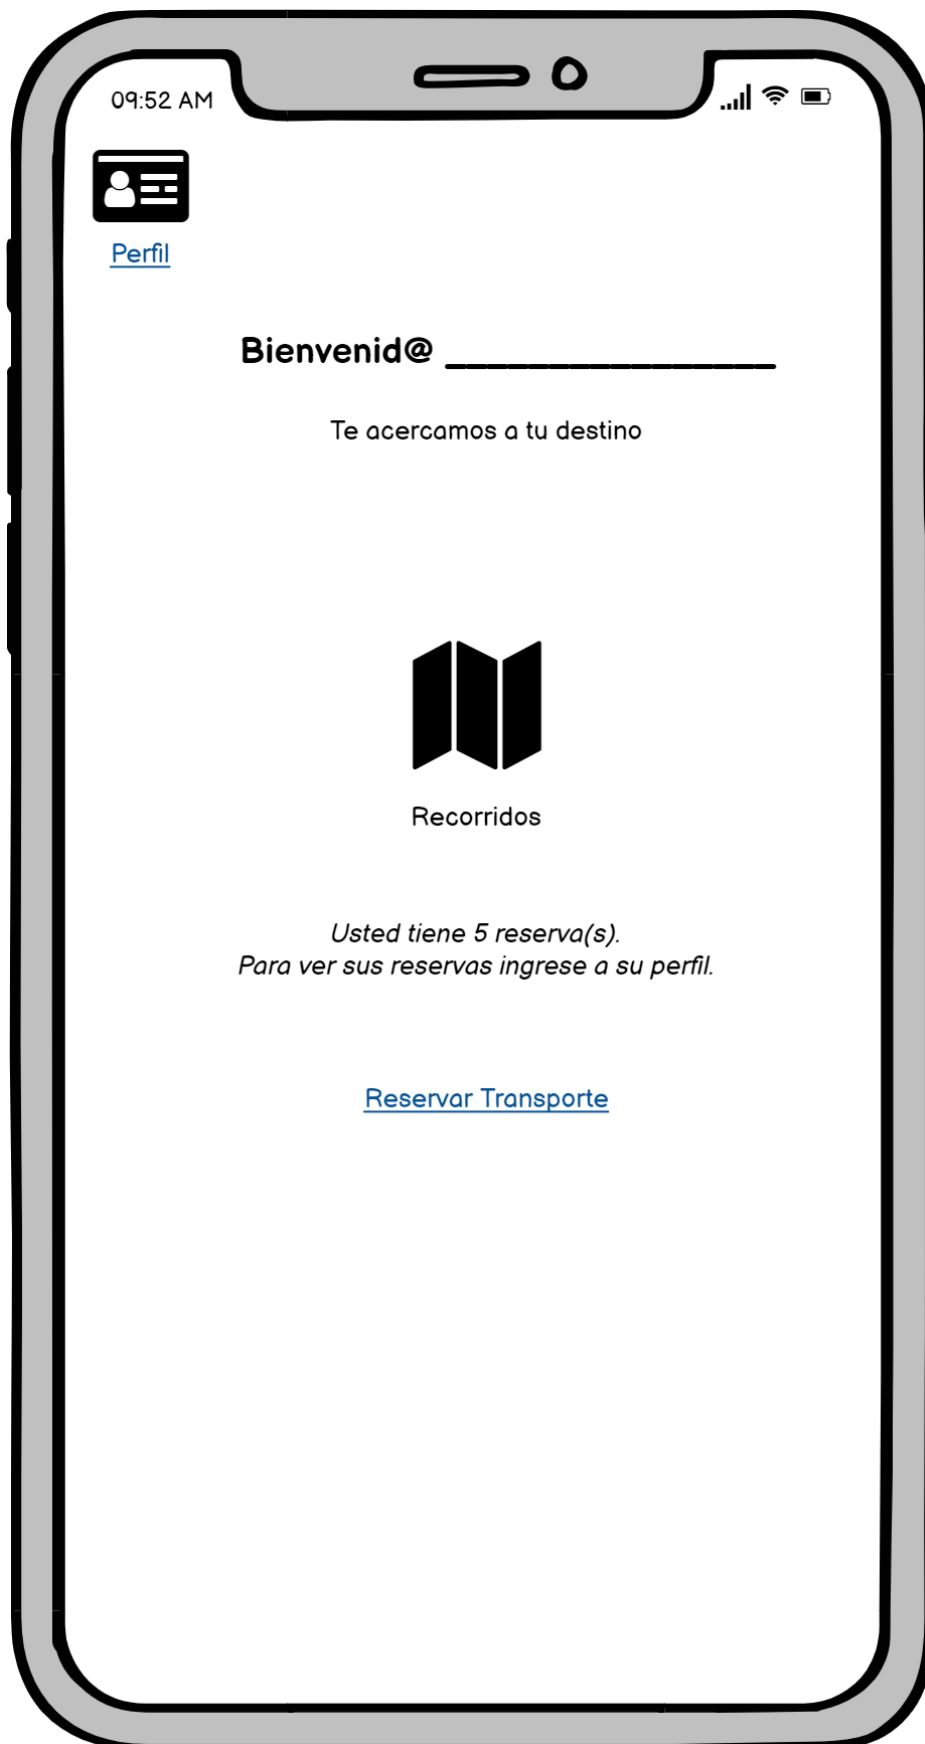 09:52 AM
Perfil
Bienvenid@ ________________
Te acercamos a tu destino
Recorridos
Usted tiene 5 reserva(s).
Para ver sus reservas ingrese a su perfil.
Reservar Transporte